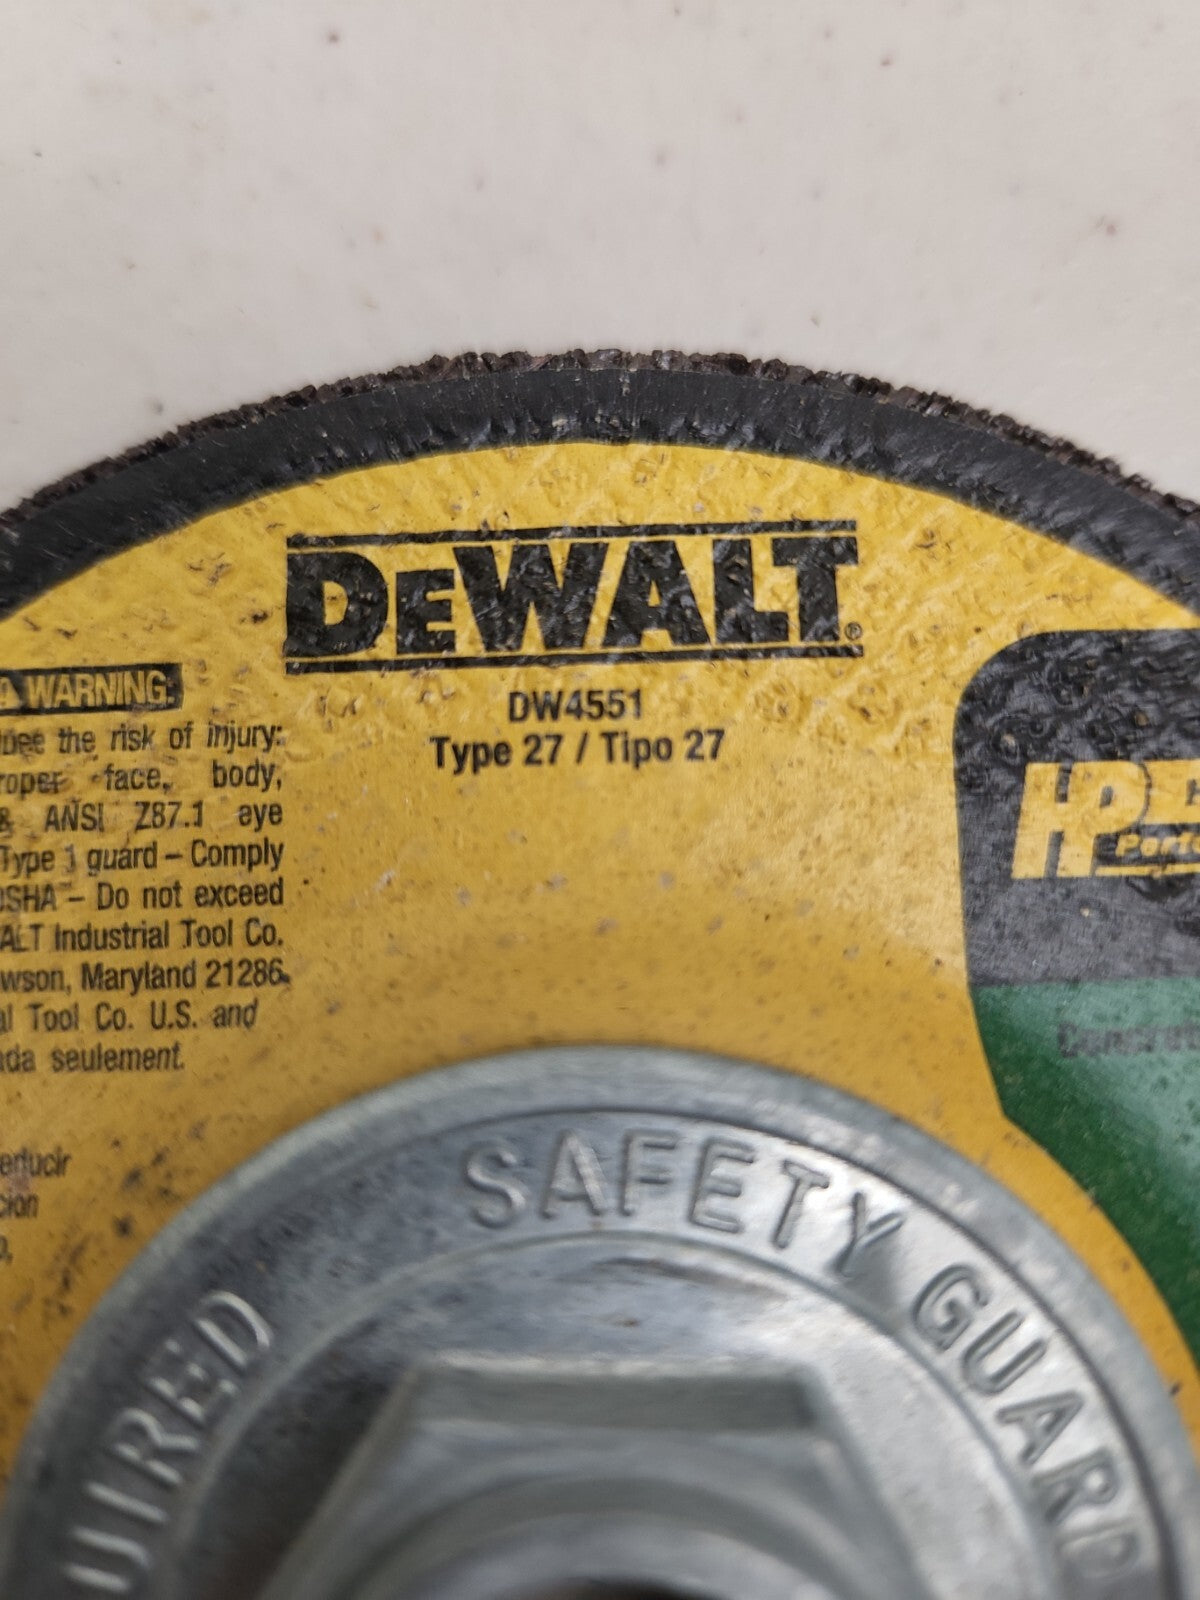 DEWALT®
DW4551
Type 27 / Tipo 27
WARNING:
the risk of injury:
face, body,
& ANSI Z87.1 eye
Type 1 guard – Comply
OSHA – Do not exceed
Industrial Tool Co.
Maryland 21286.
Tool Co. U.S. and
seulement.
HP
SAFETY GUARD